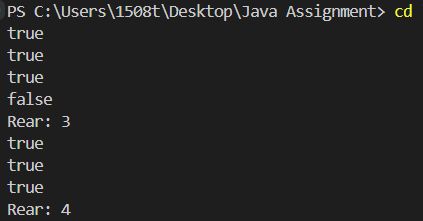 PS C:\Users\1508t\Desktop\Java Assignment> cd
true
true
true
false
Rear: 3
true
true
true
Rear: 4